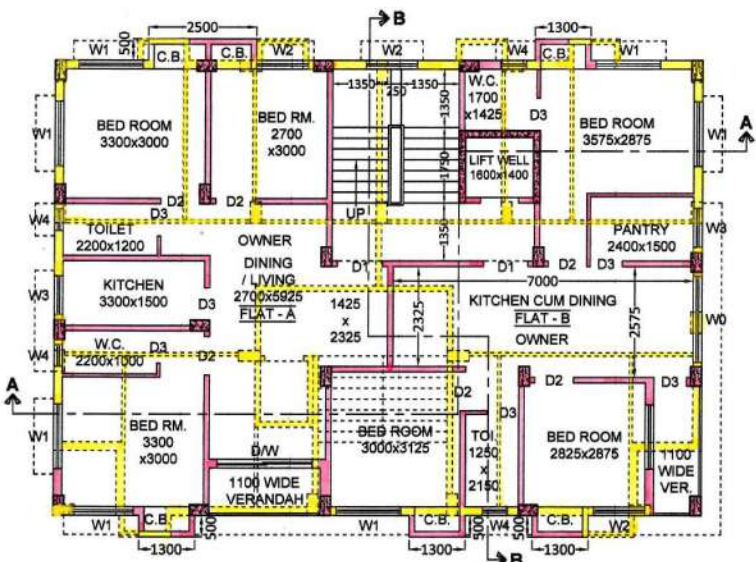 B
2500
1300
W1
500
C.B.
C.B.
W2
W2
W4
C.B.
W1
1350
250
1350
1350
W.C.
1700
x1425
D3
BED ROOM
3300x3000
BED RM.
2700
x3000
BED ROOM
3575x2875
W1
W1
A
A
1750
LIFT WELL
1600x1400
UP
D2
D2
D3
W4
TOILET
2200x1200
OWNER
1350
PANTRY
2400x1500
W3
DINING
/ LIVING
2700x5925
FLAT - A
D1
D1
D2
D3
7000
KITCHEN
3300x1500
W3
D3
1425
x
2325
2325
KITCHEN CUM DINING
FLAT - B
OWNER
2575
W0
W.C.
2200x1000
W4
D3
D2
D2
D2
D3
D3
W1
BED RM.
3300
x3000
D/W
1100 WIDE
VERANDAH
BED ROOM
3000x3125
TOI.
1250
x
2150
BED ROOM
2825x2875
1100
WIDE
VER.
W1
C.B.
500
W1
C.B.
500
W4
500
C.B.
W2
1300
1300
1300
B